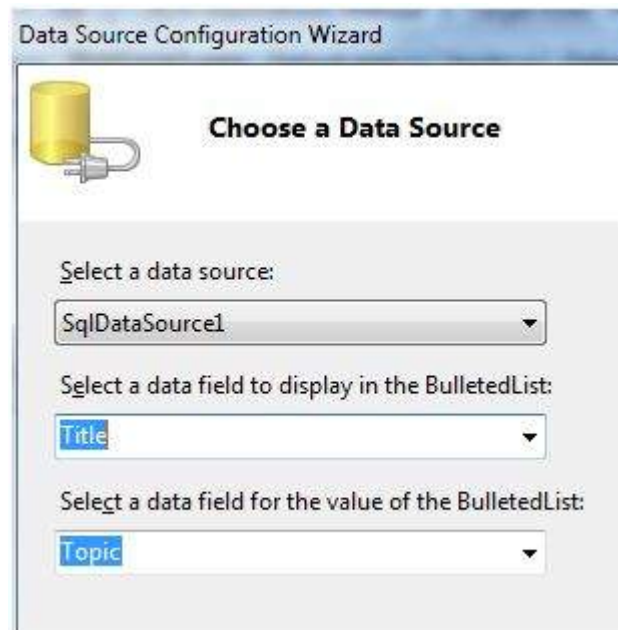 Data Source Configuration Wizard
Choose a Data Source
Select a data source:
SqlDataSource1
Select a data field to display in the BulletedList:
Title
Select a data field for the value of the BulletedList:
Topic